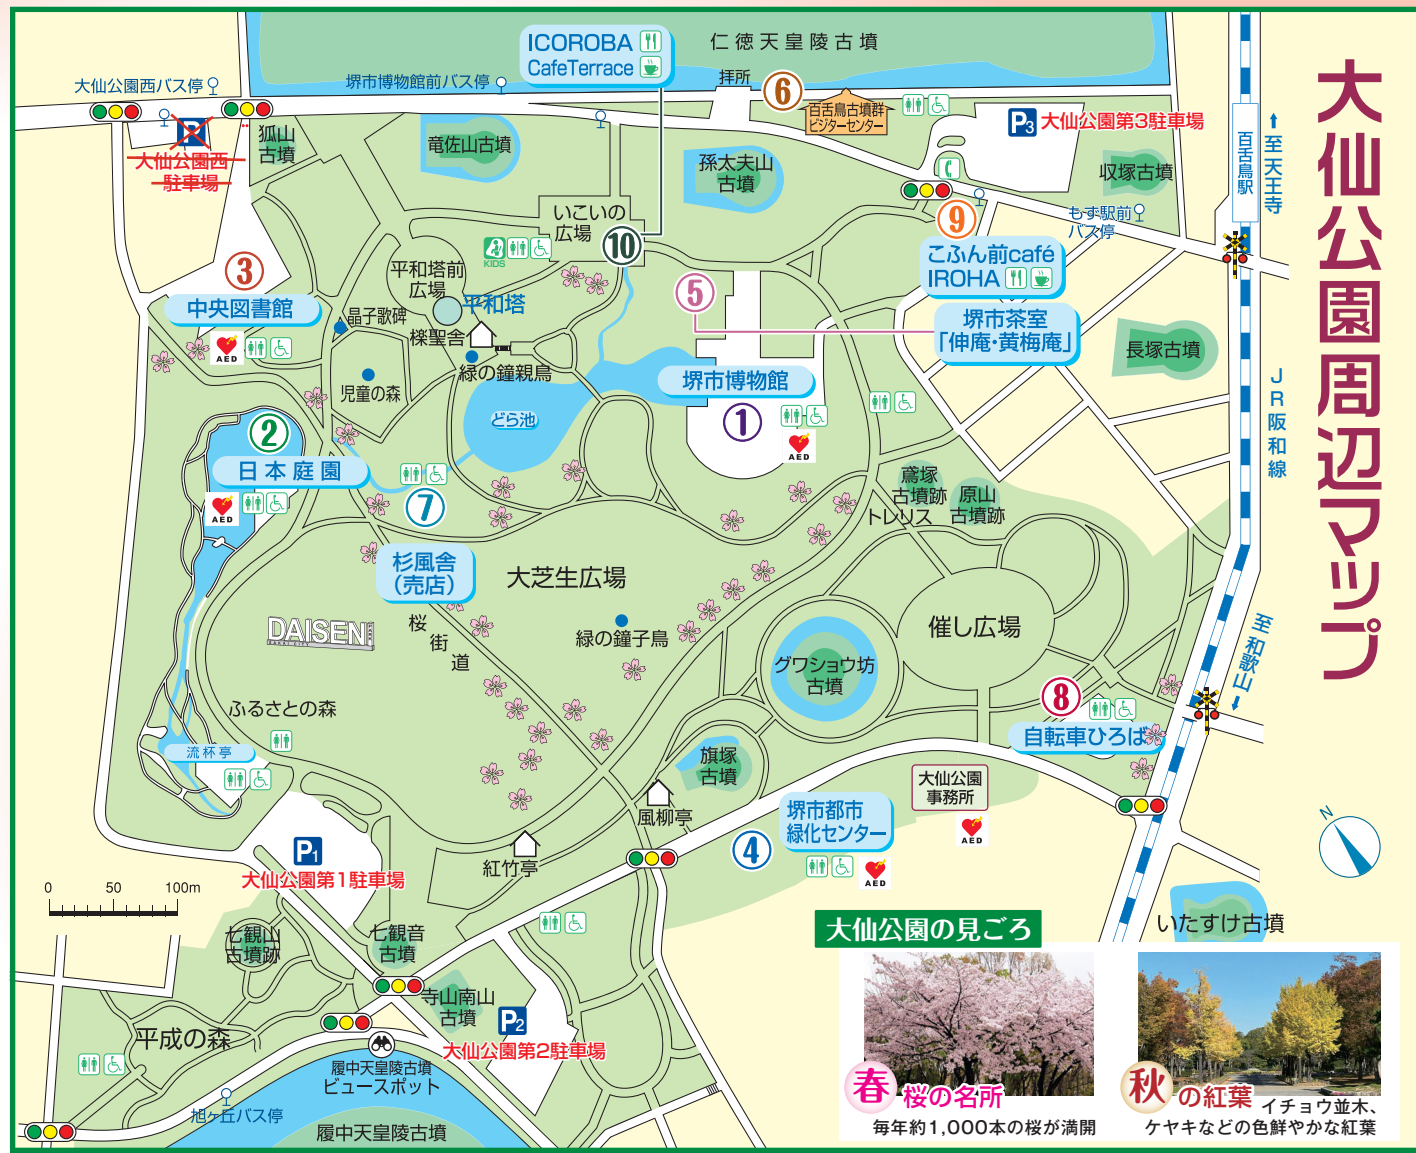 大仙公園周辺マップ
ICOROBA
CafeTerrace
仁徳天皇陵古墳
大仙公園西バス停
堺市博物館前バス停
拝所
⑥
百舌鳥古墳群
ビジターセンター
P3
大仙公園第3駐車場
P
大仙公園西
駐車場
狐山
古墳
竜佐山古墳
孫太夫山
古墳
収塚古墳
百舌鳥駅
至天王寺
もず駅前
バス停
いこいの
広場
⑩
⑨
こふん前café
IROHA
KIDS
③
中央図書館
AED
平和塔前
広場
平和塔
晶子歌碑
檪聖舎
緑の鐘親鳥
児童の森
⑤
堺市茶室
「伸庵・黄梅庵」
長塚古墳
JR阪和線
堺市博物館
①
AED
どら池
②
日本庭園
AED
⑦
杉風舎
(売店)
鳶塚
古墳跡
トレリス
原山
古墳跡
大芝生広場
DAISEN
緑の鐘子鳥
桜街道
催し広場
グワショウ坊
古墳
至和歌山
ふるさとの森
流杯亭
⑧
自転車ひろば
旗塚
古墳
大仙公園
事務所
AED
風柳亭
堺市都市
緑化センター
④
AED
紅竹亭
P1
大仙公園第1駐車場
0 50 100m
N
七観山
古墳跡
七観音
古墳
いたすけ古墳
寺山南山
古墳
P2
大仙公園第2駐車場
平成の森
履中天皇陵古墳
ビュースポット
旭ヶ丘バス停
履中天皇陵古墳
大仙公園の見ごろ
春 桜の名所
毎年約1,000本の桜が満開
秋の紅葉
イチョウ並木、
ケヤキなどの色鮮やかな紅葉